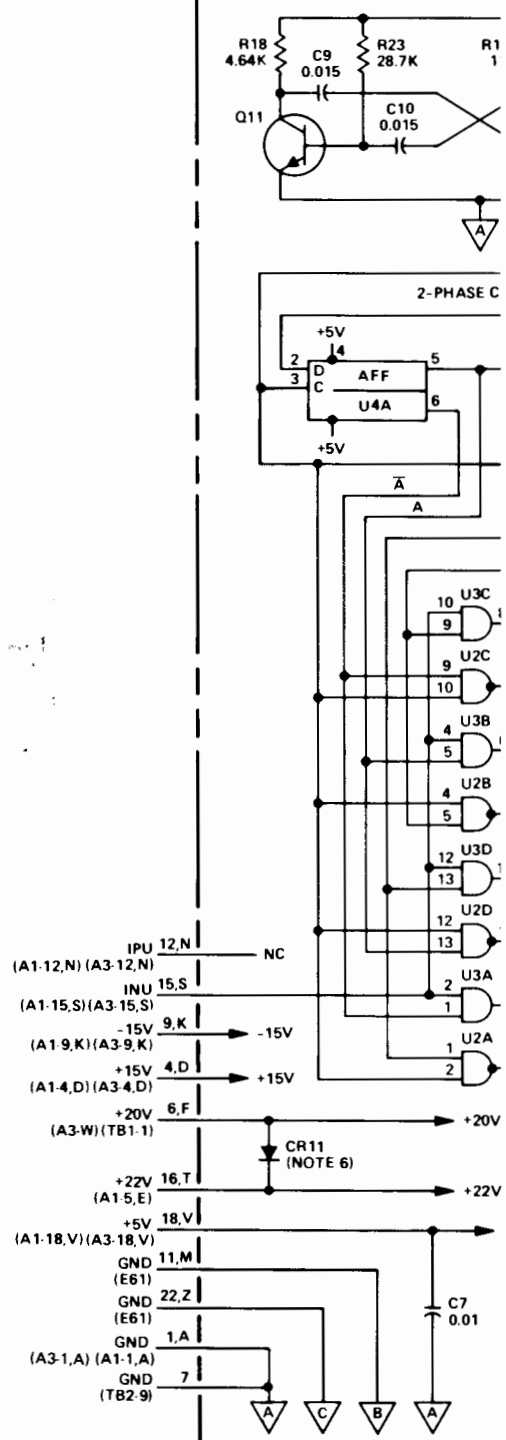 R18
4.64K
C9
0.015
R23
28.7K
R1
Q11
C10
0.015
A
2-PHASE C
+5V
4
2
D
AFF
5
3
C
U4A
6
+5V
A̅
A
U3C
10
9
8
U2C
9
10
U3B
4
5
U2B
4
5
U3D
12
13
U2D
12
13
U3A
2
1
U2A
1
2
IPU 12,N
NC
(A1-12,N) (A3-12,N)
INU 15,S
(A1-15,S) (A3-15,S)
-15V 9,K
-15V
(A1-9,K) (A3-9,K)
+15V 4,D
+15V
(A1-4,D) (A3-4,D)
+20V 6,F
+20V
(A3-W) (TB1-1)
CR11
(NOTE 6)
+22V 16,T
+22V
(A1-5,E)
+5V 18,V
(A1-18,V) (A3-18,V)
GND 11,M
(E61)
GND 22,Z
(E61)
C7
0.01
GND 1,A
(A3-1,A) (A1-1,A)
GND 7
(TB2-9)
A
C
B
A